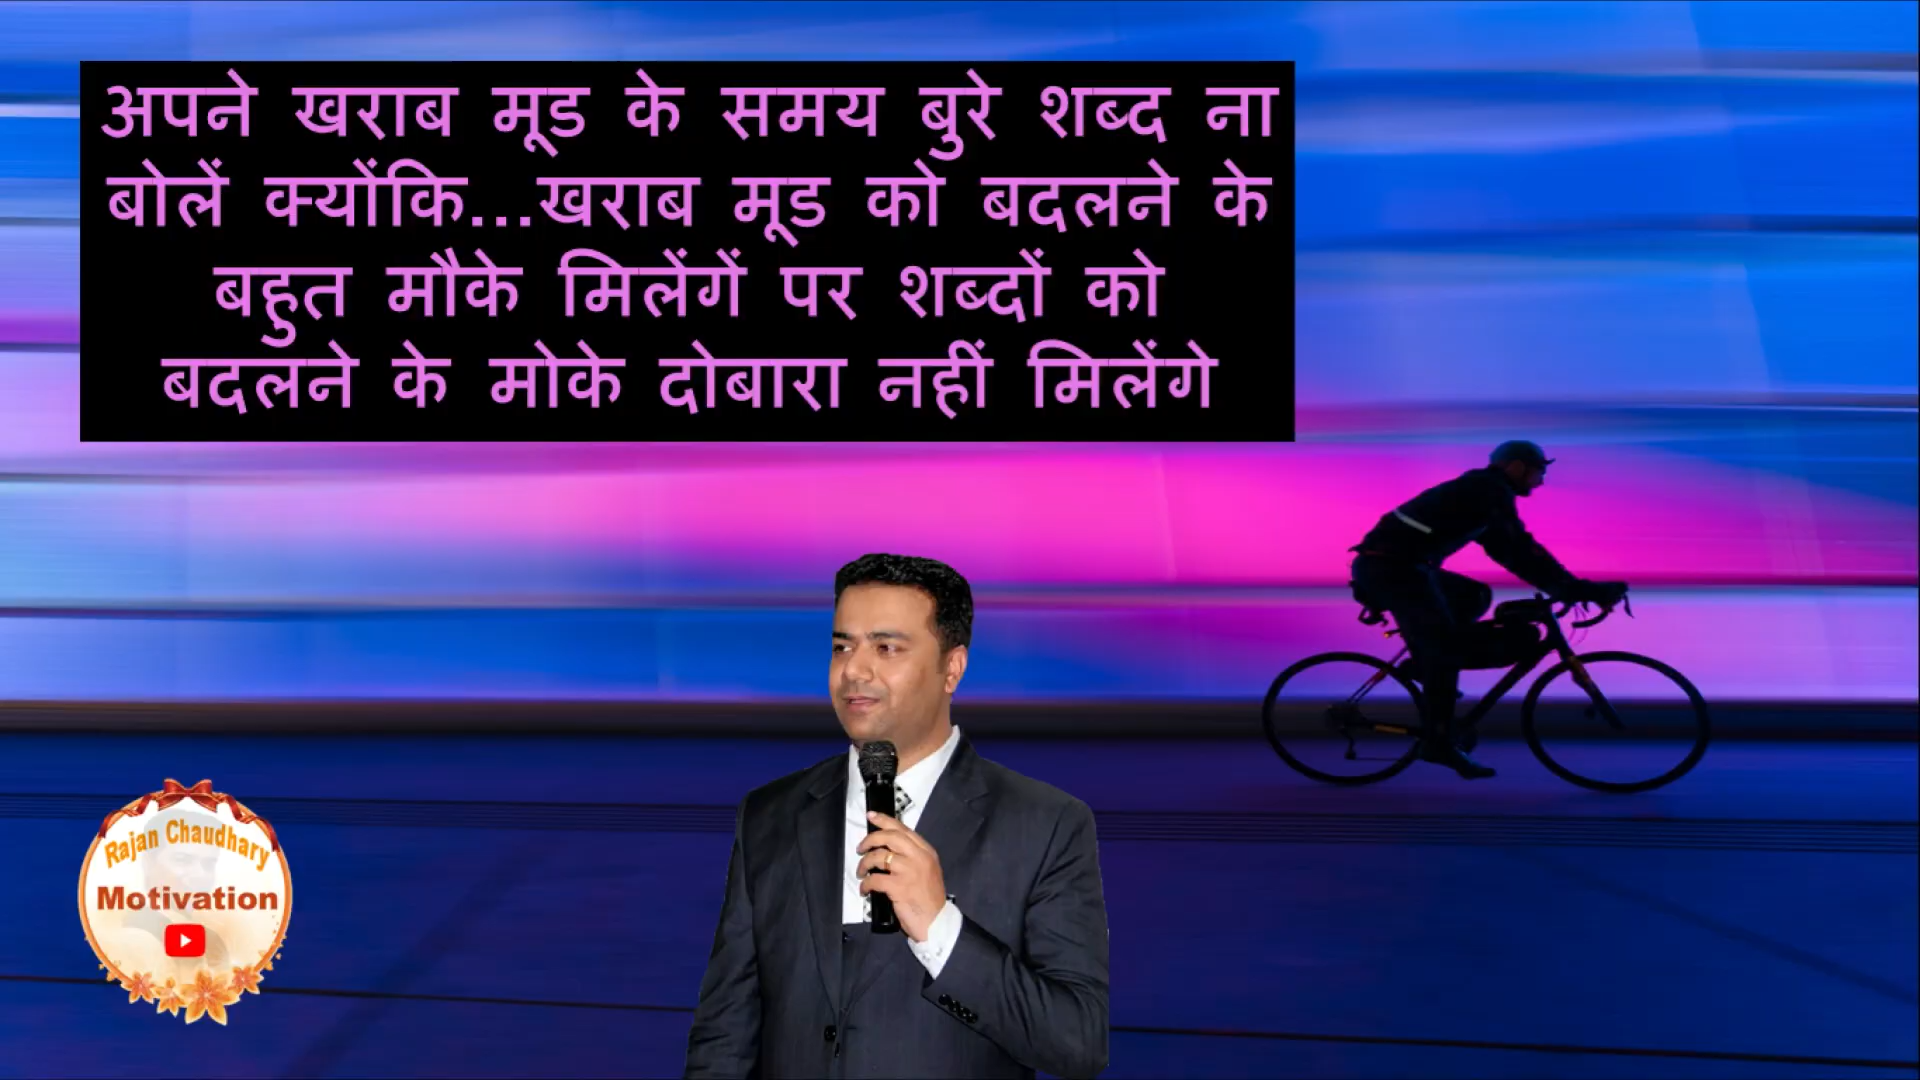 अपने खराब मूड के समय बुरे शब्द ना
बोलें क्योंकि...खराब मूड को बदलने के
बहुत मौके मिलेंगें पर शब्दों को
बदलने के मोके दोबारा नहीं मिलेंगे
Rajan Chaudhary
Motivation